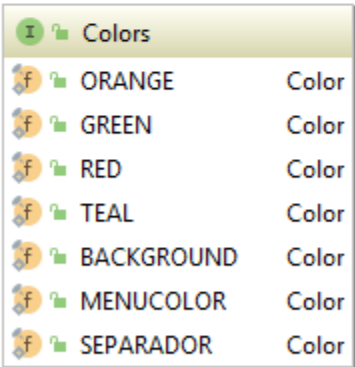 I Colors
f ORANGE Color
f GREEN Color
f RED Color
f TEAL Color
f BACKGROUND Color
f MENUCOLOR Color
f SEPARADOR Color